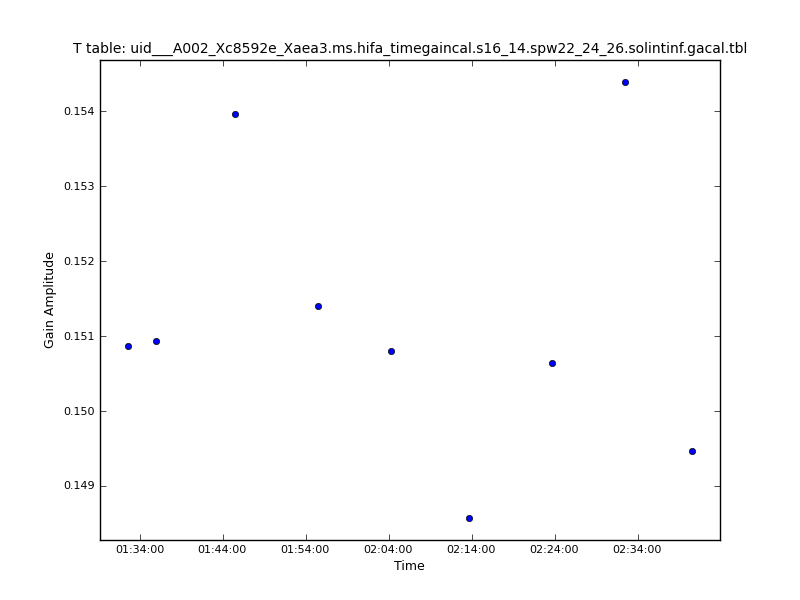 T table: uid___A002_Xc8592e_Xaea3.ms.hifa_timegaincal.s16_14.spw22_24_26.solintinf.gacal.tbl
0.154
0.153
0.152
0.151
0.150
0.149
Gain Amplitude
01:34:00 01:44:00 01:54:00 02:04:00 02:14:00 02:24:00 02:34:00
Time